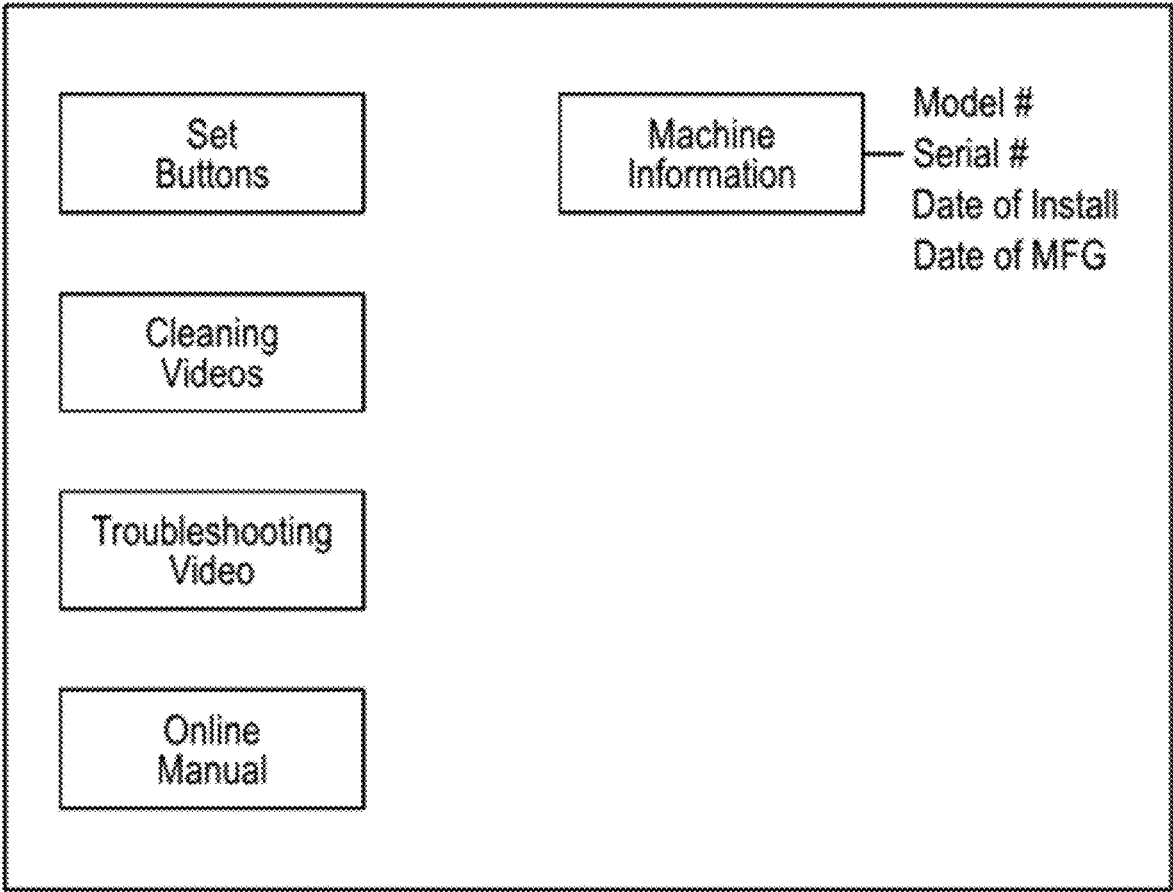 Set
Buttons
Machine
Information
Model #
Serial #
Date of Install
Date of MFG
Cleaning
Videos
Troubleshooting
Video
Online
Manual